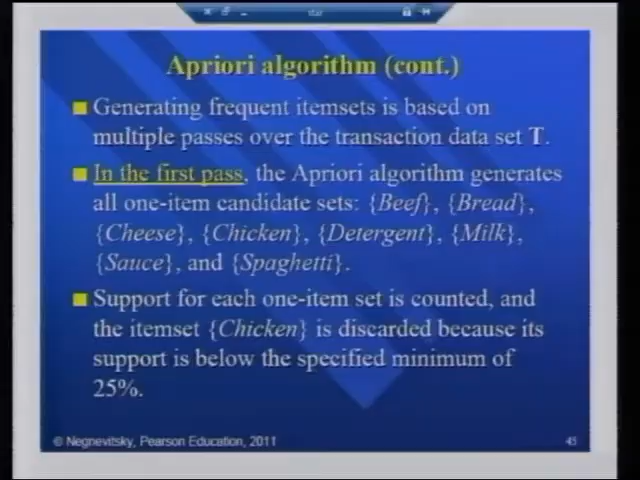 star
Apriori algorithm (cont.)
Generating frequent itemsets is based on
multiple passes over the transaction data set T.
In the first pass, the Apriori algorithm generates
all one-item candidate sets: {Beef}, {Bread},
{Cheese}, {Chicken}, {Detergent}, {Milk},
{Sauce}, and {Spaghetti}.
Support for each one-item set is counted, and
the itemset {Chicken} is discarded because its
support is below the specified minimum of
25%.
© Negnevitsky, Pearson Education, 2011
45